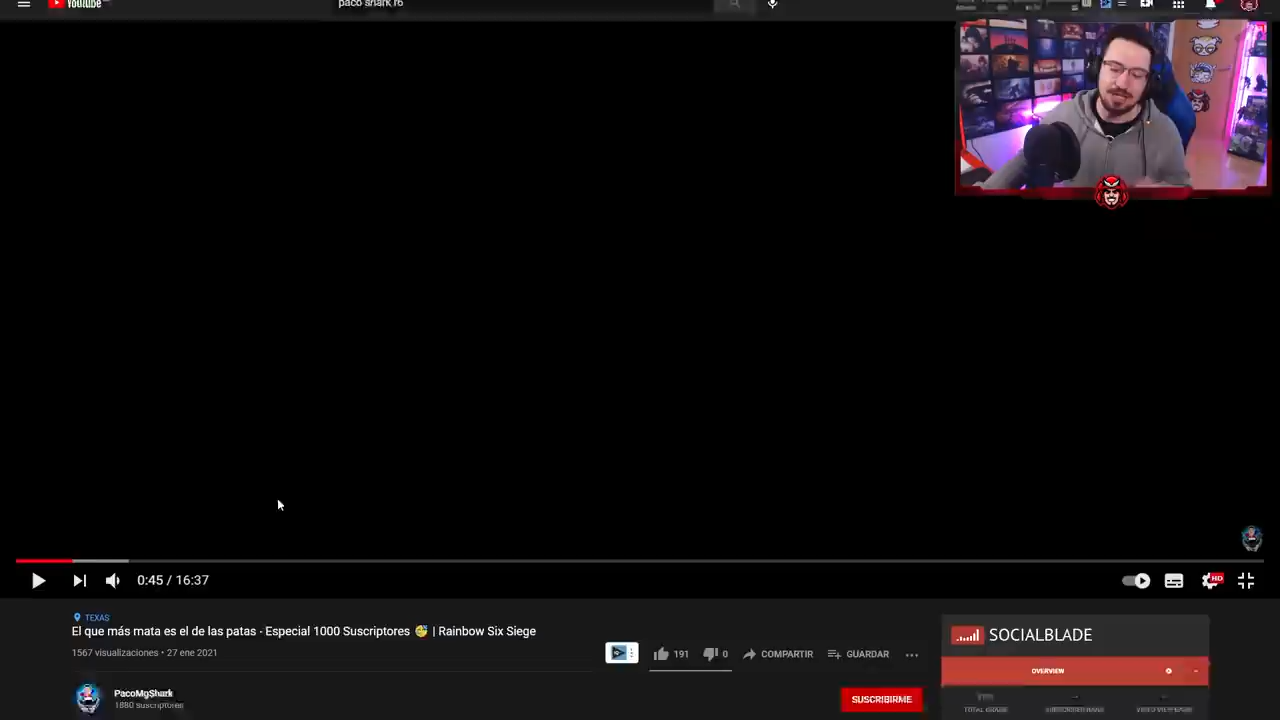 YouTube
paco shark r6
0:45 / 16:37
HD
TEXAS
El que más mata es el de las patas - Especial 1000 Suscriptores 🥳 | Rainbow Six Siege
1567 visualizaciones • 27 ene 2021
191
0
COMPARTIR
GUARDAR
PacoMgShark
1880 suscriptores
SUSCRIBIRME
SOCIALBLADE
OVERVIEW